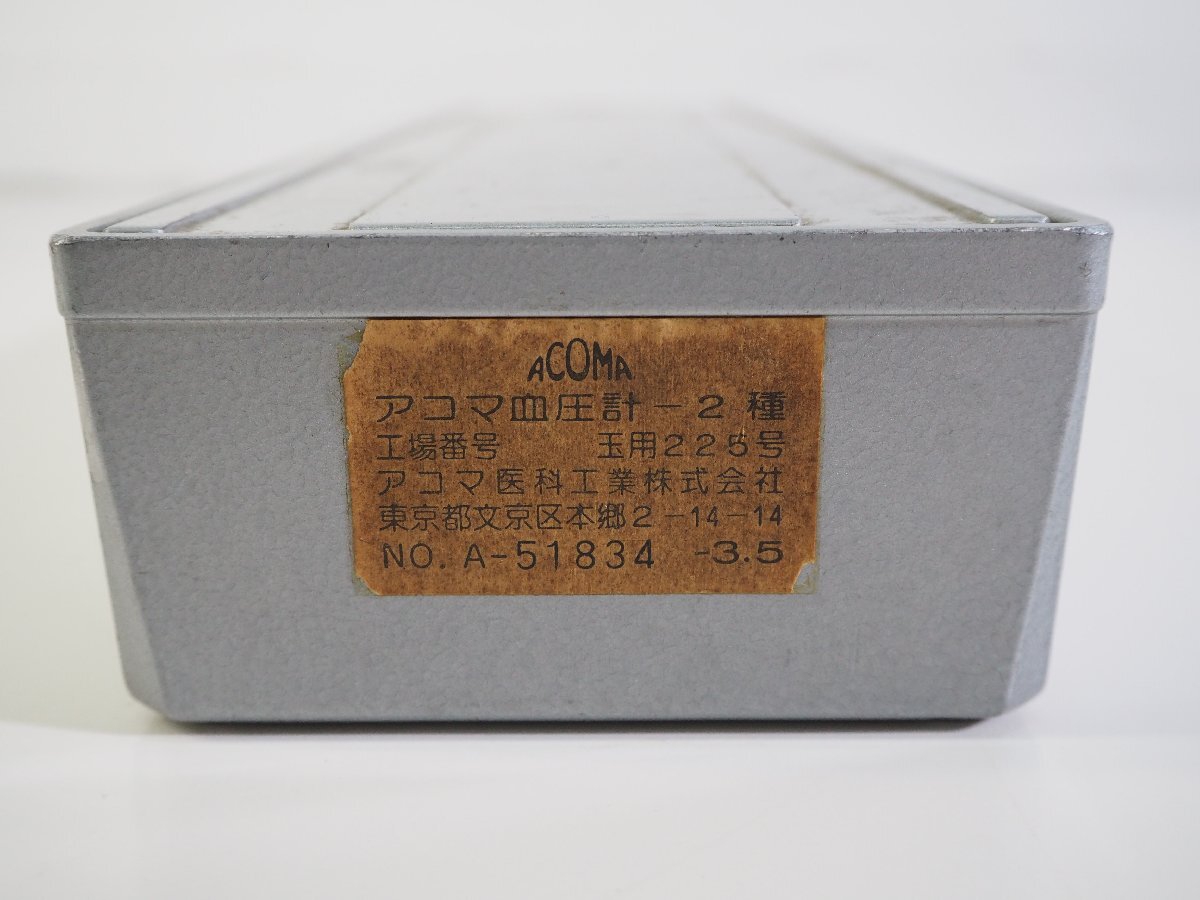 ACOMA
アコマ血圧計-2種
工場番号 玉用225号
アコマ医科工業株式会社
東京都文京区本郷2-14-14
NO. A-51834 -3.5